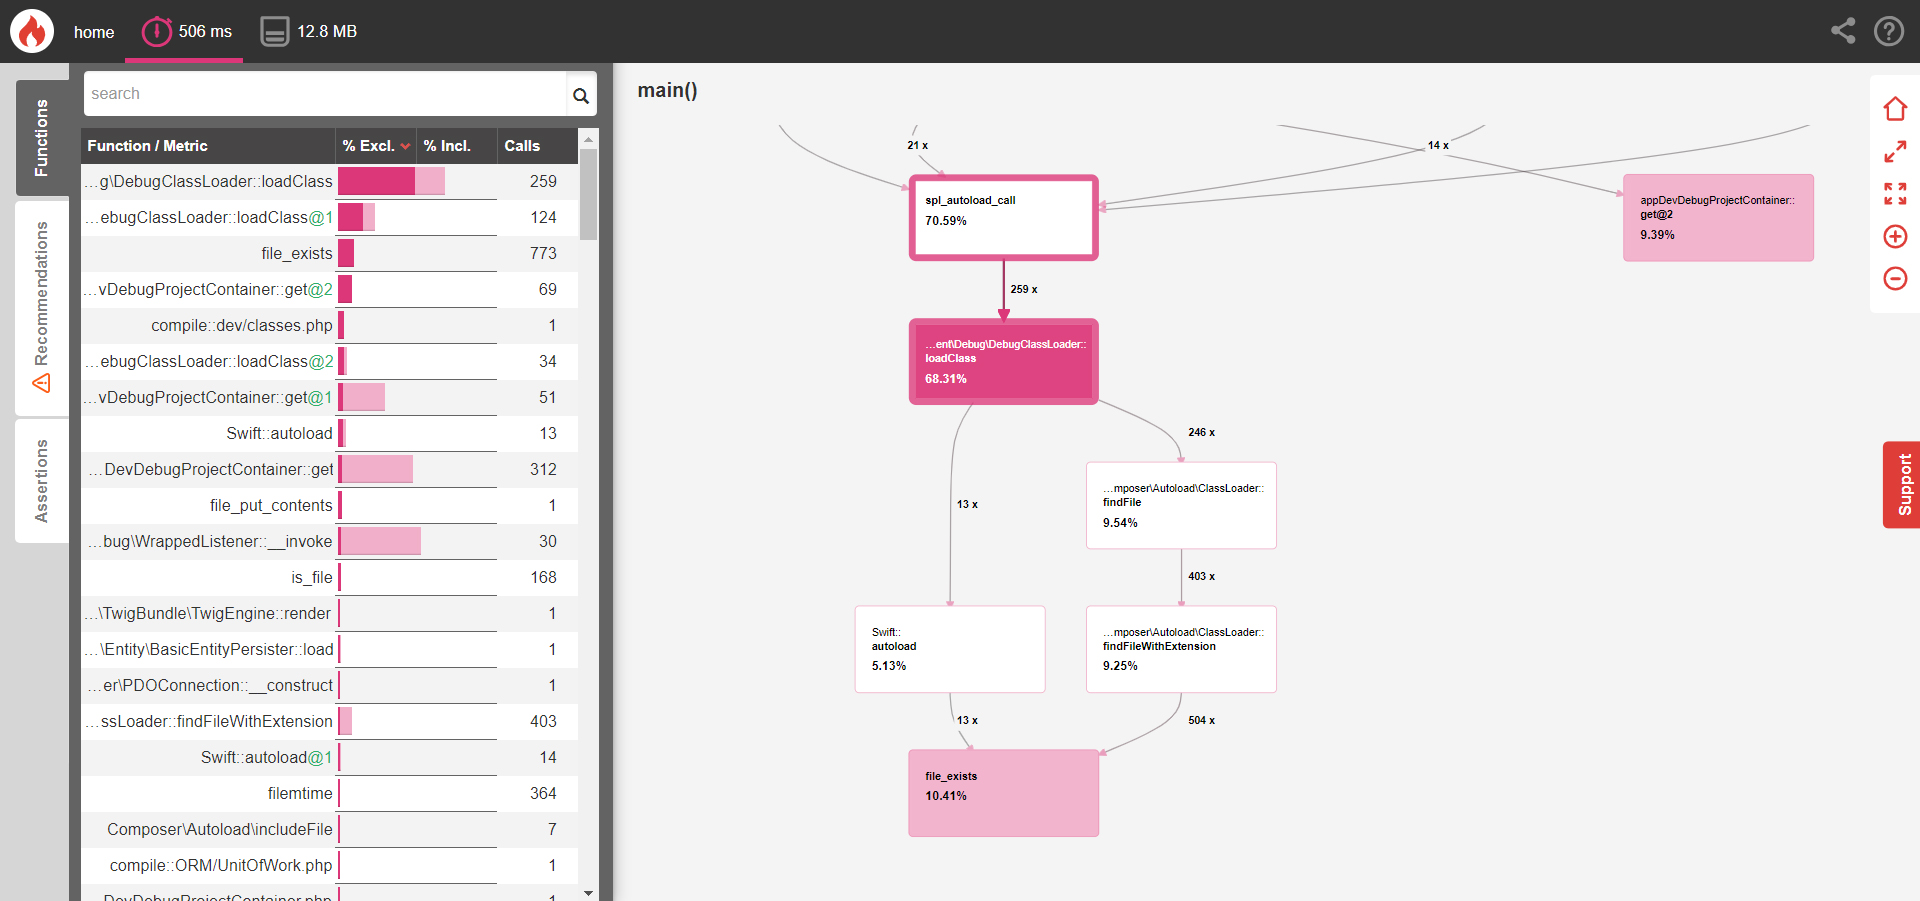 home 506 ms 12.8 MB
Functions
Recommendations
Assertions
search
Function / Metric % Excl. % Incl. Calls
...g\DebugClassLoader::loadClass 259
...ebugClassLoader::loadClass@1 124
file_exists 773
...vDebugProjectContainer::get@2 69
compile::dev/classes.php 1
...ebugClassLoader::loadClass@2 34
...vDebugProjectContainer::get@1 51
Swift::autoload 13
...DevDebugProjectContainer::get 312
file_put_contents 1
...bug\WrappedListener::__invoke 30
is_file 168
...\TwigBundle\TwigEngine::render 1
...\Entity\BasicEntityPersister::load 1
...er\PDOConnection::__construct 1
...ssLoader::findFileWithExtension 403
Swift::autoload@1 14
filemtime 364
Composer\Autoload\includeFile 7
compile::ORM/UnitOfWork.php 1
...DevDebugProjectContainer.php 1
main()
21 x
14 x
spl_autoload_call
70.59%
appDevDebugProjectContainer::
get@2
9.39%
259 x
...ent\Debug\DebugClassLoader::
loadClass
68.31%
246 x
...mposer\Autoload\ClassLoader::
findFile
9.54%
13 x
403 x
Swift::
autoload
5.13%
...mposer\Autoload\ClassLoader::
findFileWithExtension
9.25%
13 x
504 x
file_exists
10.41%
Support